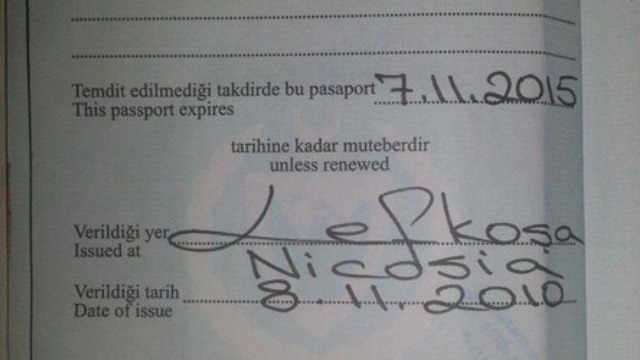 Temdit edilmediği takdirde bu pasaport 7.11.2015
This passport expires
tarihine kadar muteberdir
unless renewed
Verildiği yer Lefkoşa
Issued at Nicosia
Verildiği tarih 8.11.2010
Date of issue